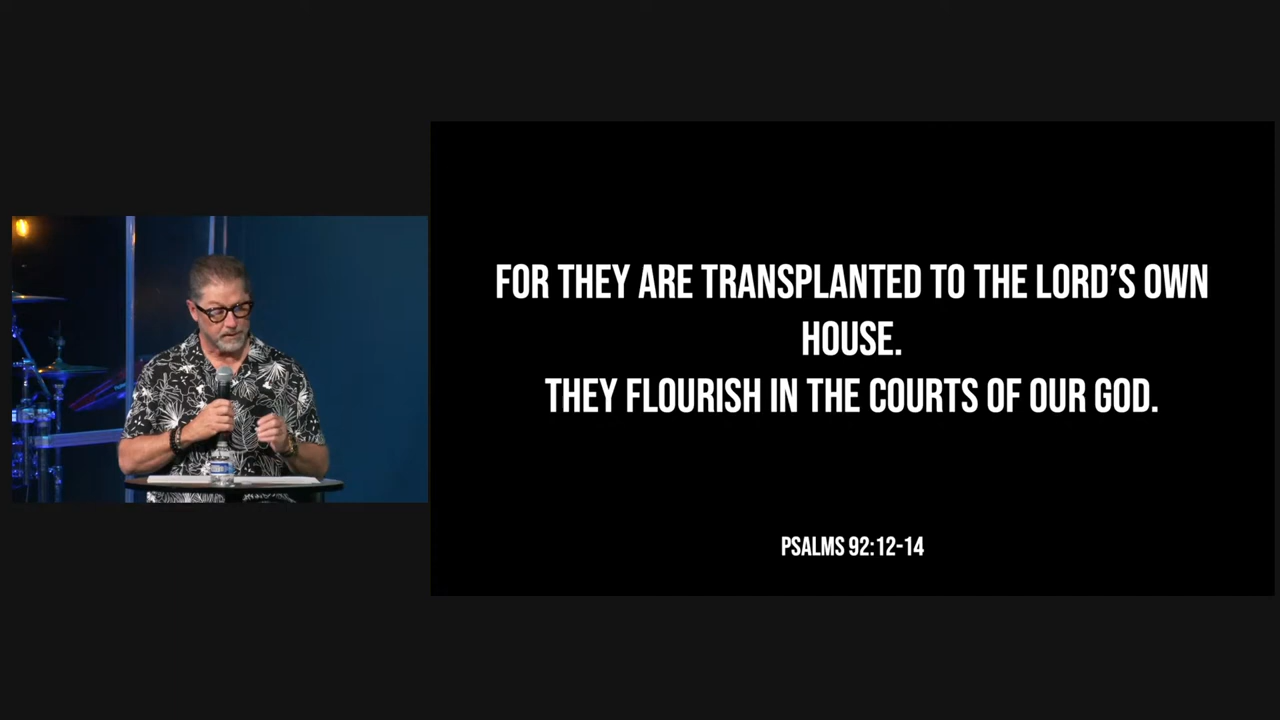 FOR THEY ARE TRANSPLANTED TO THE LORD’S OWN
HOUSE.
THEY FLOURISH IN THE COURTS OF OUR GOD.
PSALMS 92:12-14